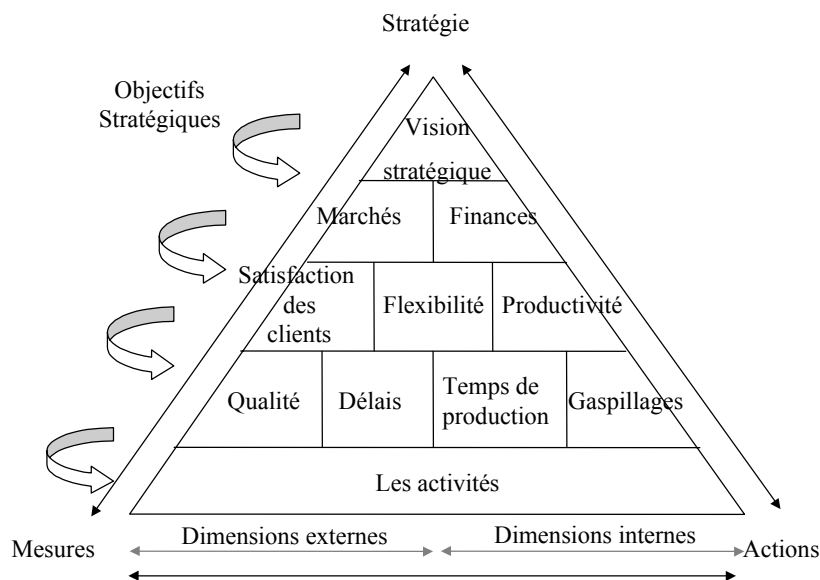 Stratégie
Objectifs
Stratégiques
Vision
stratégique
Marchés
Finances
Satisfaction
des
clients
Flexibilité
Productivité
Qualité
Délais
Temps de
production
Gaspillages
Les activités
Mesures
Dimensions externes
Dimensions internes
Actions